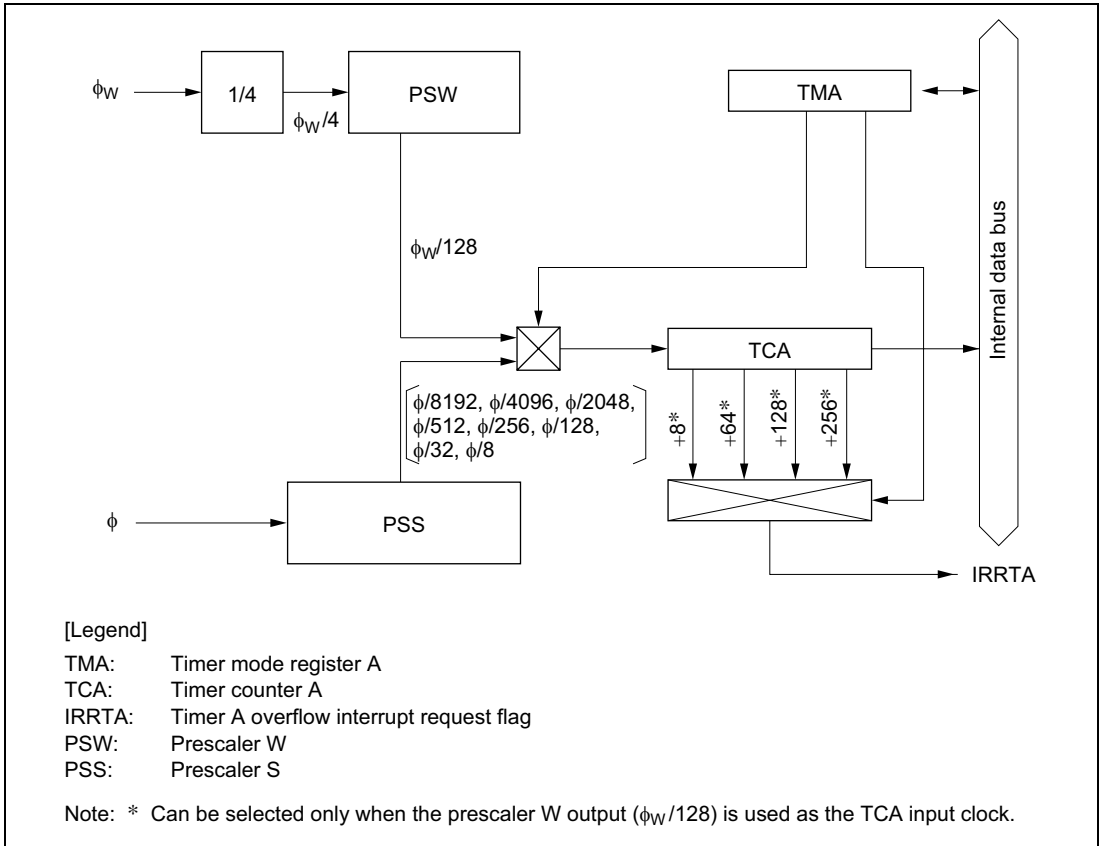 ϕW
1/4
ϕW/4
PSW
TMA
Internal data bus
ϕW/128
TCA
ϕ/8192, ϕ/4096, ϕ/2048,
ϕ/512, ϕ/256, ϕ/128,
ϕ/32, ϕ/8
÷8*
÷64*
÷128*
÷256*
ϕ
PSS
IRRTA
[Legend]
TMA: Timer mode register A
TCA: Timer counter A
IRRTA: Timer A overflow interrupt request flag
PSW: Prescaler W
PSS: Prescaler S
Note: * Can be selected only when the prescaler W output (ϕW/128) is used as the TCA input clock.